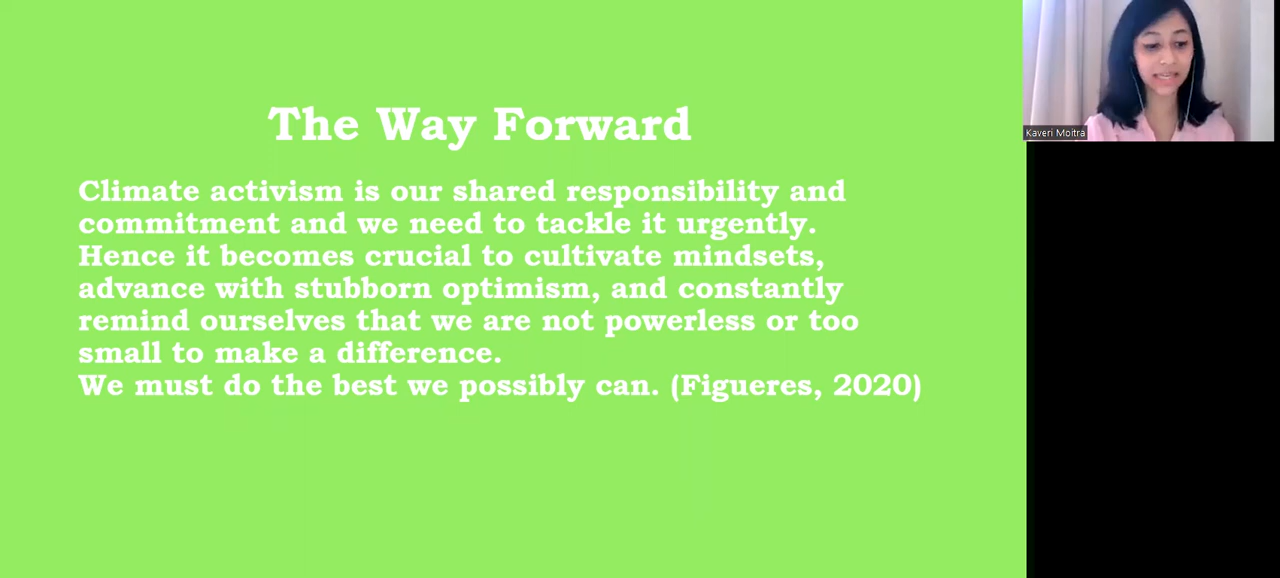 The Way Forward
Climate activism is our shared responsibility and
commitment and we need to tackle it urgently.
Hence it becomes crucial to cultivate mindsets,
advance with stubborn optimism, and constantly
remind ourselves that we are not powerless or too
small to make a difference.
We must do the best we possibly can. (Figueres, 2020)
Kaveri Moitra